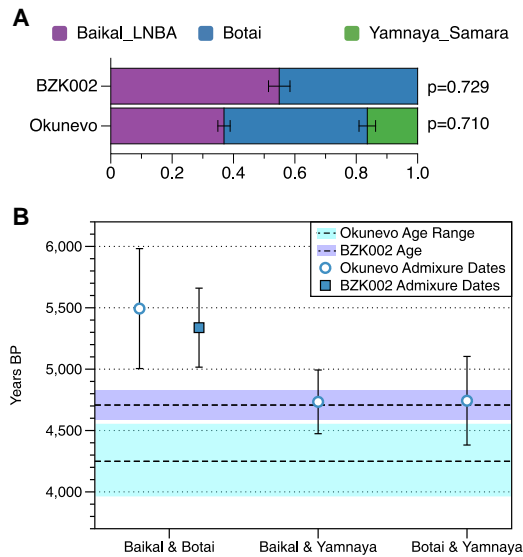 A
Baikal_LNBA Botai Yamnaya_Samara
BZK002 p=0.729
Okunevo p=0.710
0 0.2 0.4 0.6 0.8 1.0
B
Okunevo Age Range
BZK002 Age
Okunevo Admixure Dates
BZK002 Admixure Dates
Years BP
6,000
5,500
5,000
4,500
4,000
Baikal & Botai Baikal & Yamnaya Botai & Yamnaya